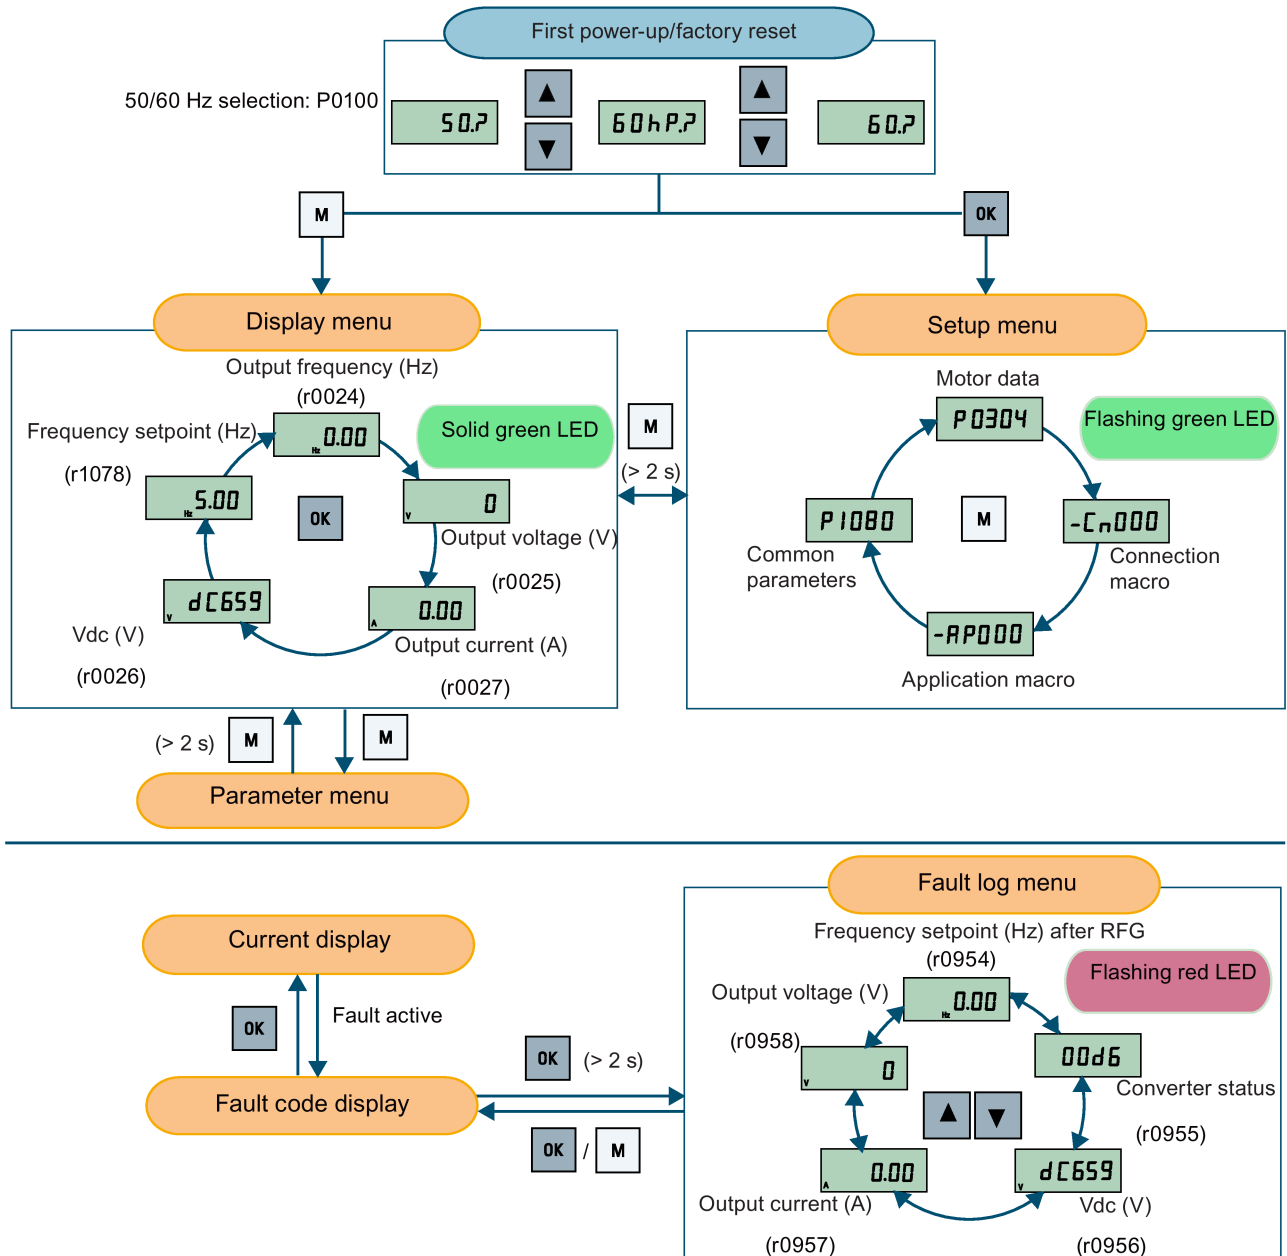 First power-up/factory reset
50/60 Hz selection: P0100
50.?
60hP.?
60.?
M
OK
Display menu
Output frequency (Hz)
(r0024)
0.00
Hz
Frequency setpoint (Hz)
(r1078)
5.00
Hz
Solid green LED
OK
0
V
Output voltage (V)
(r0025)
dC659
V
Vdc (V)
(r0026)
0.00
A
Output current (A)
(r0027)
M
(> 2 s)
Setup menu
Motor data
P0304
Flashing green LED
P1080
Common
parameters
M
-Cn000
Connection
macro
-AP000
Application macro
(> 2 s)
M
M
Parameter menu
Current display
OK
Fault active
Fault code display
OK
(> 2 s)
OK / M
Fault log menu
Frequency setpoint (Hz) after RFG
(r0954)
0.00
Hz
Flashing red LED
Output voltage (V)
(r0958)
0
V
00d6
Converter status
(r0955)
0.00
A
Output current (A)
(r0957)
dC659
V
Vdc (V)
(r0956)